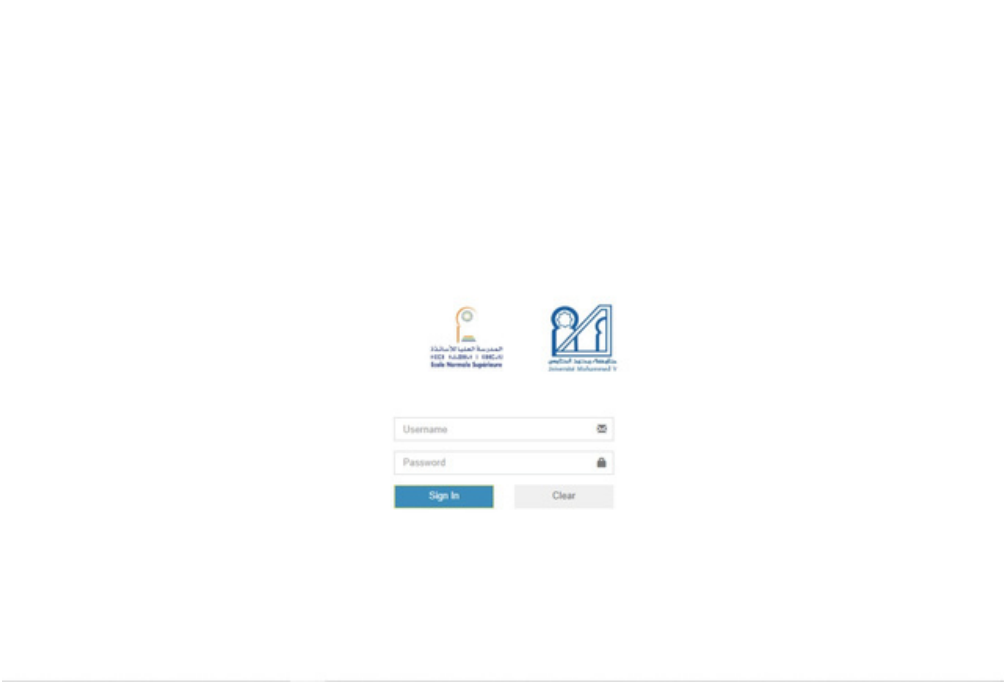 المدرسة العليا للأساتذة
Ecole Normale Supérieure
Université Mohammed V
Username
Password
Sign In
Clear